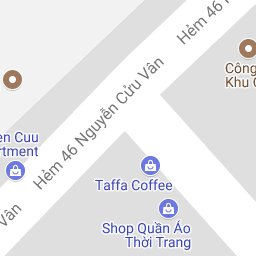 Hẻm 46 N
Công
Khu C
Hẻm 46 Nguyễn Cửu Vân
en Cuu
rtment
Taffa Coffee
Vân
Shop Quần Áo
Thời Trang